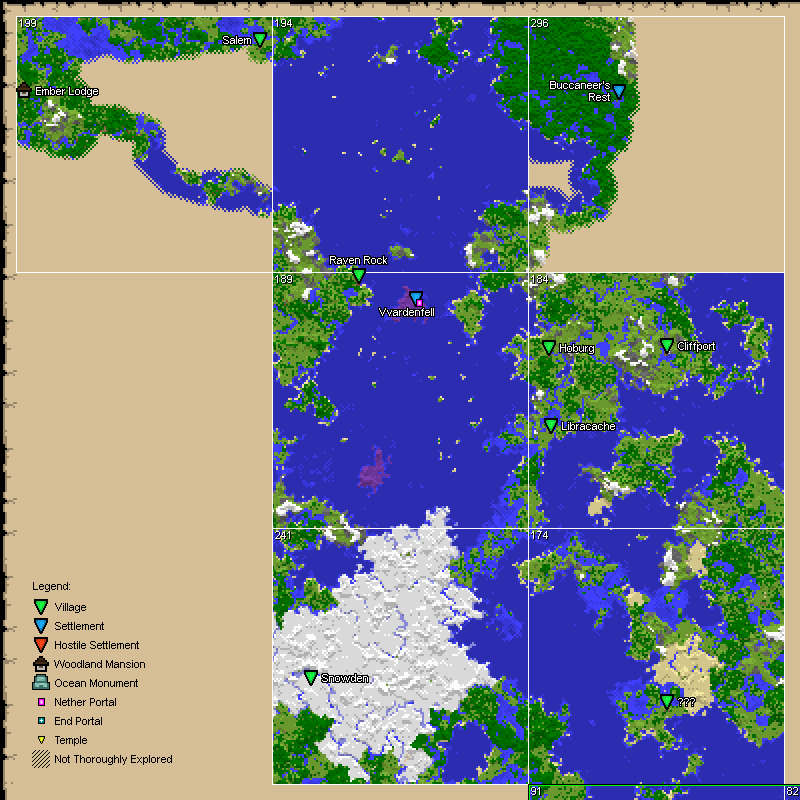 199
194
296
Salem
Ember Lodge
Buccaneer's
Rest
Raven Rock
189
184
Vvardenfell
Hoburg
Cliffport
Libracache
241
174
Legend:
Village
Settlement
Hostile Settlement
Woodland Mansion
Ocean Monument
Nether Portal
End Portal
Temple
Not Thoroughly Explored
Snowden
???
91
82